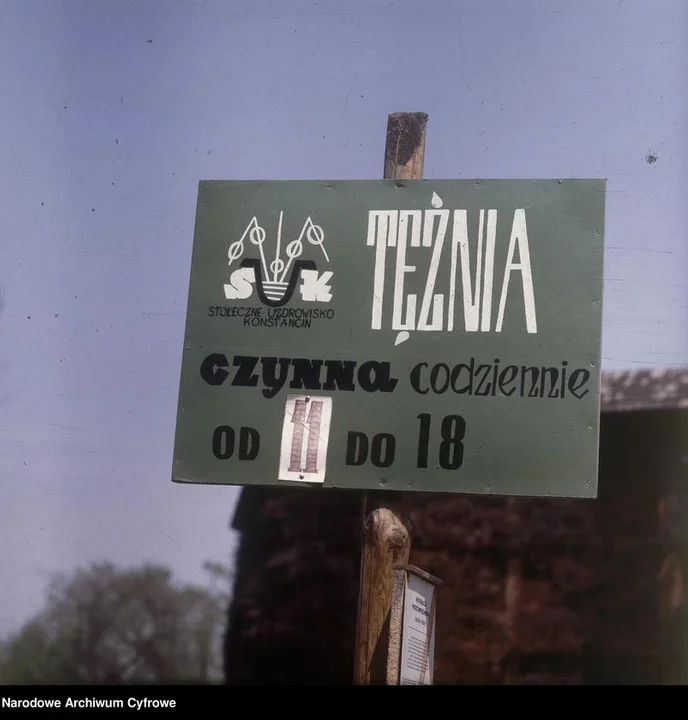 SUK
TĘŻNIA
STOŁECZNE UZDROWISKO
KONSTANCIN
CZYNNA codziennie
OD 11 DO 18
Narodowe Archiwum Cyfrowe